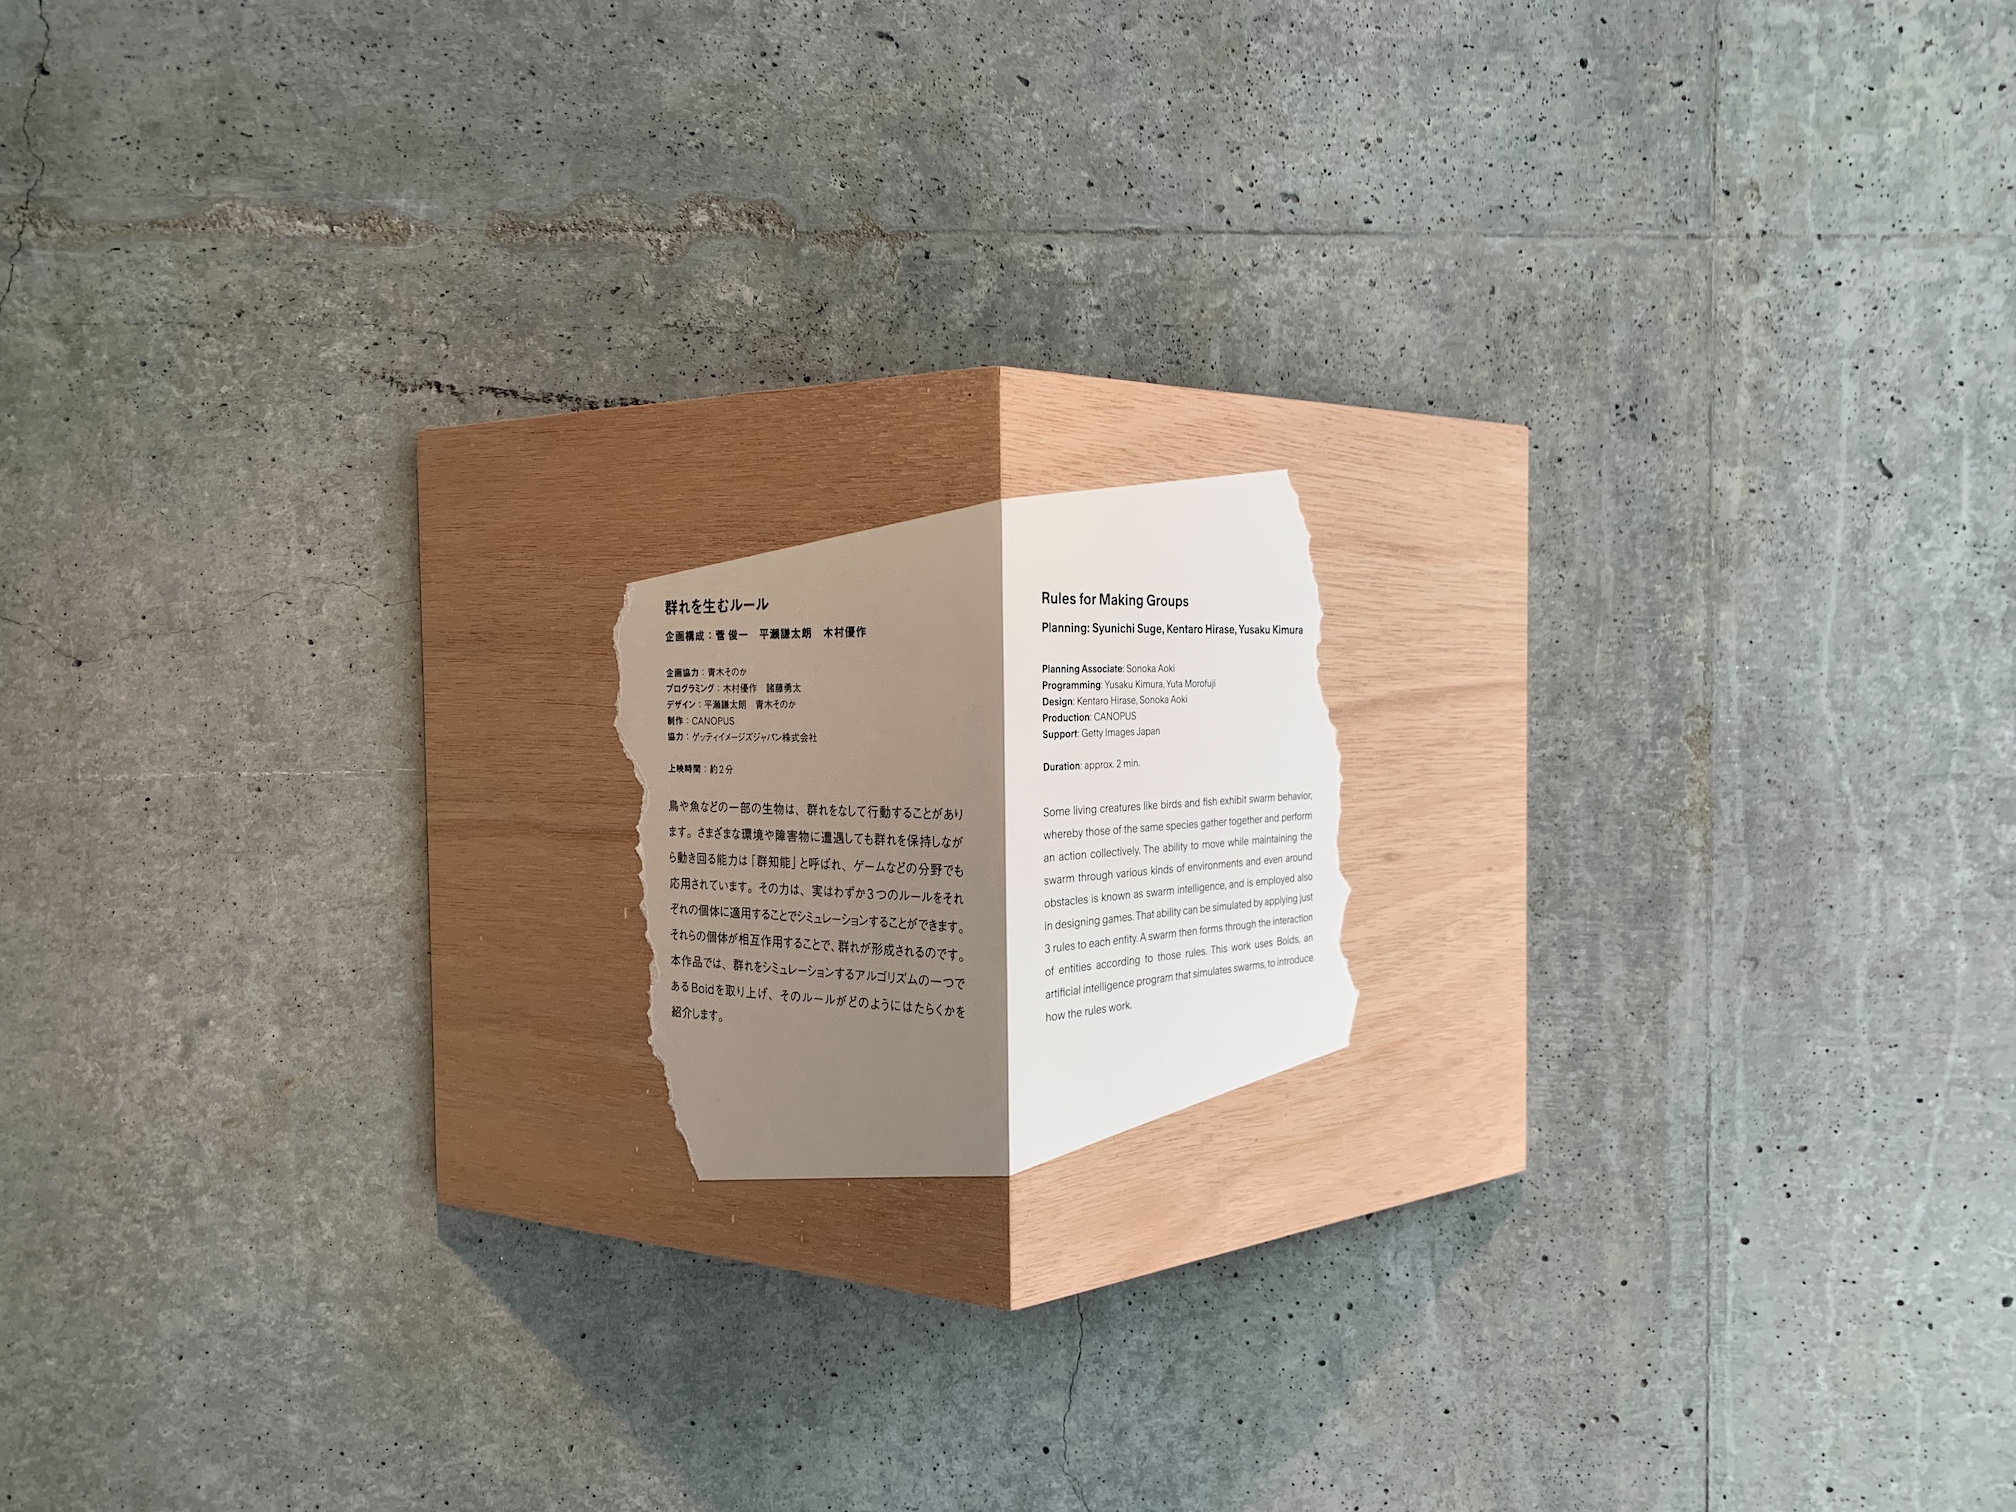 群れを生むルール
企画構成：菅 俊一　平瀬謙太朗　木村優作
企画協力：青木そのか
プログラミング：木村優作　諸藤勇太
デザイン：平瀬謙太朗　青木そのか
制作：CANOPUS
協力：ゲッティイメージズジャパン株式会社
上映時間：約2分
鳥や魚などの一部の生物は、群れをなして行動することがあり
ます。さまざまな環境や障害物に遭遇しても群れを保持しなが
ら動き回る能力は「群知能」と呼ばれ、ゲームなどの分野でも
応用されています。その力は、実はわずか3つのルールをそれ
ぞれの個体に適用することでシミュレーションすることができます。
それらの個体が相互作用することで、群れが形成されるのです。
本作品では、群れをシミュレーションするアルゴリズムの一つで
あるBoidを取り上げ、そのルールがどのようにはたらくかを
紹介します。
Rules for Making Groups
Planning: Syunichi Suge, Kentaro Hirase, Yusaku Kimura
Planning Associate: Sonoka Aoki
Programming: Yusaku Kimura, Yuta Morofuji
Design: Kentaro Hirase, Sonoka Aoki
Production: CANOPUS
Support: Getty Images Japan
Duration: approx. 2 min.
Some living creatures like birds and fish exhibit swarm behavior,
whereby those of the same species gather together and perform
an action collectively. The ability to move while maintaining the
swarm through various kinds of environments and even around
obstacles is known as swarm intelligence, and is employed also
in designing games. That ability can be simulated by applying just
3 rules to each entity. A swarm then forms through the interaction
of entities according to those rules. This work uses Boids, an
artificial intelligence program that simulates swarms, to introduce
how the rules work.